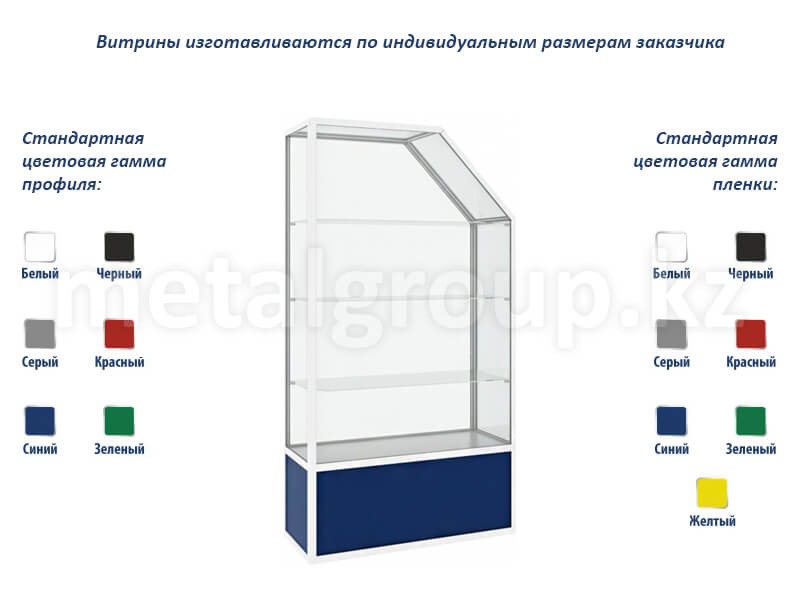 Витрины изготавливаются по индивидуальным размерам заказчика
Стандартная
цветовая гамма
профиля:
Белый Черный
Серый Красный
Синий Зеленый
Стандартная
цветовая гамма
пленки:
Белый Черный
Серый Красный
Синий Зеленый
Желтый
metalgroup.kz